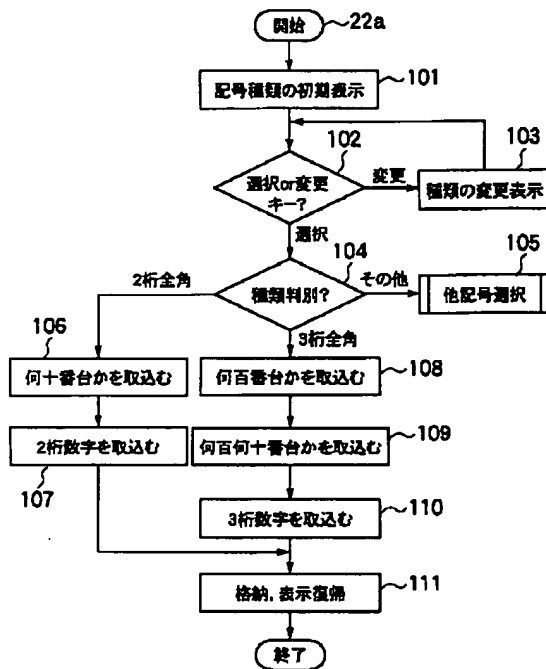 開始
22a
記号種類の初期表示
101
102
選択or変更
キー?
変更
103
種類の変更表示
選択
104
種類判別?
2桁全角
その他
105
他記号選択
3桁全角
106
何十番台かを取込む
何百番台かを取込む
108
2桁数字を取込む
107
何百何十番台かを取込む
109
3桁数字を取込む
110
格納,表示復帰
111
終了